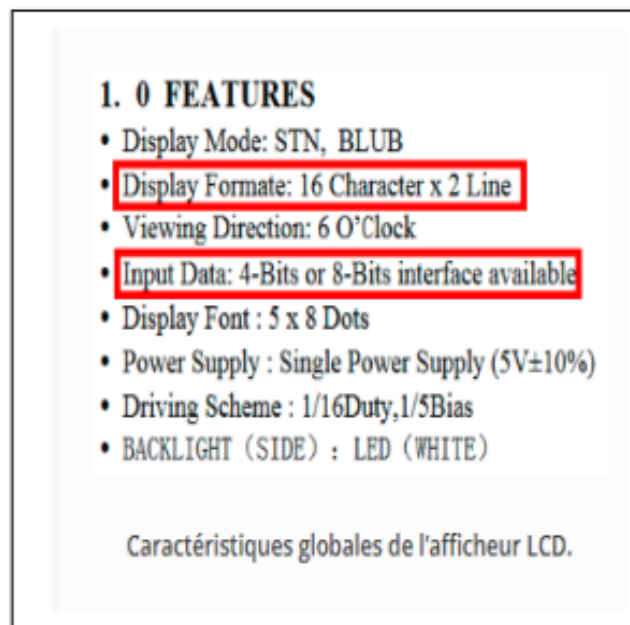 1. 0 FEATURES
• Display Mode: STN, BLUB
• Display Formate: 16 Character x 2 Line
• Viewing Direction: 6 O'Clock
• Input Data: 4-Bits or 8-Bits interface available
• Display Font : 5 x 8 Dots
• Power Supply : Single Power Supply (5V±10%)
• Driving Scheme : 1/16Duty,1/5Bias
• BACKLIGHT (SIDE) : LED (WHITE)
Caractéristiques globales de l'afficheur LCD.